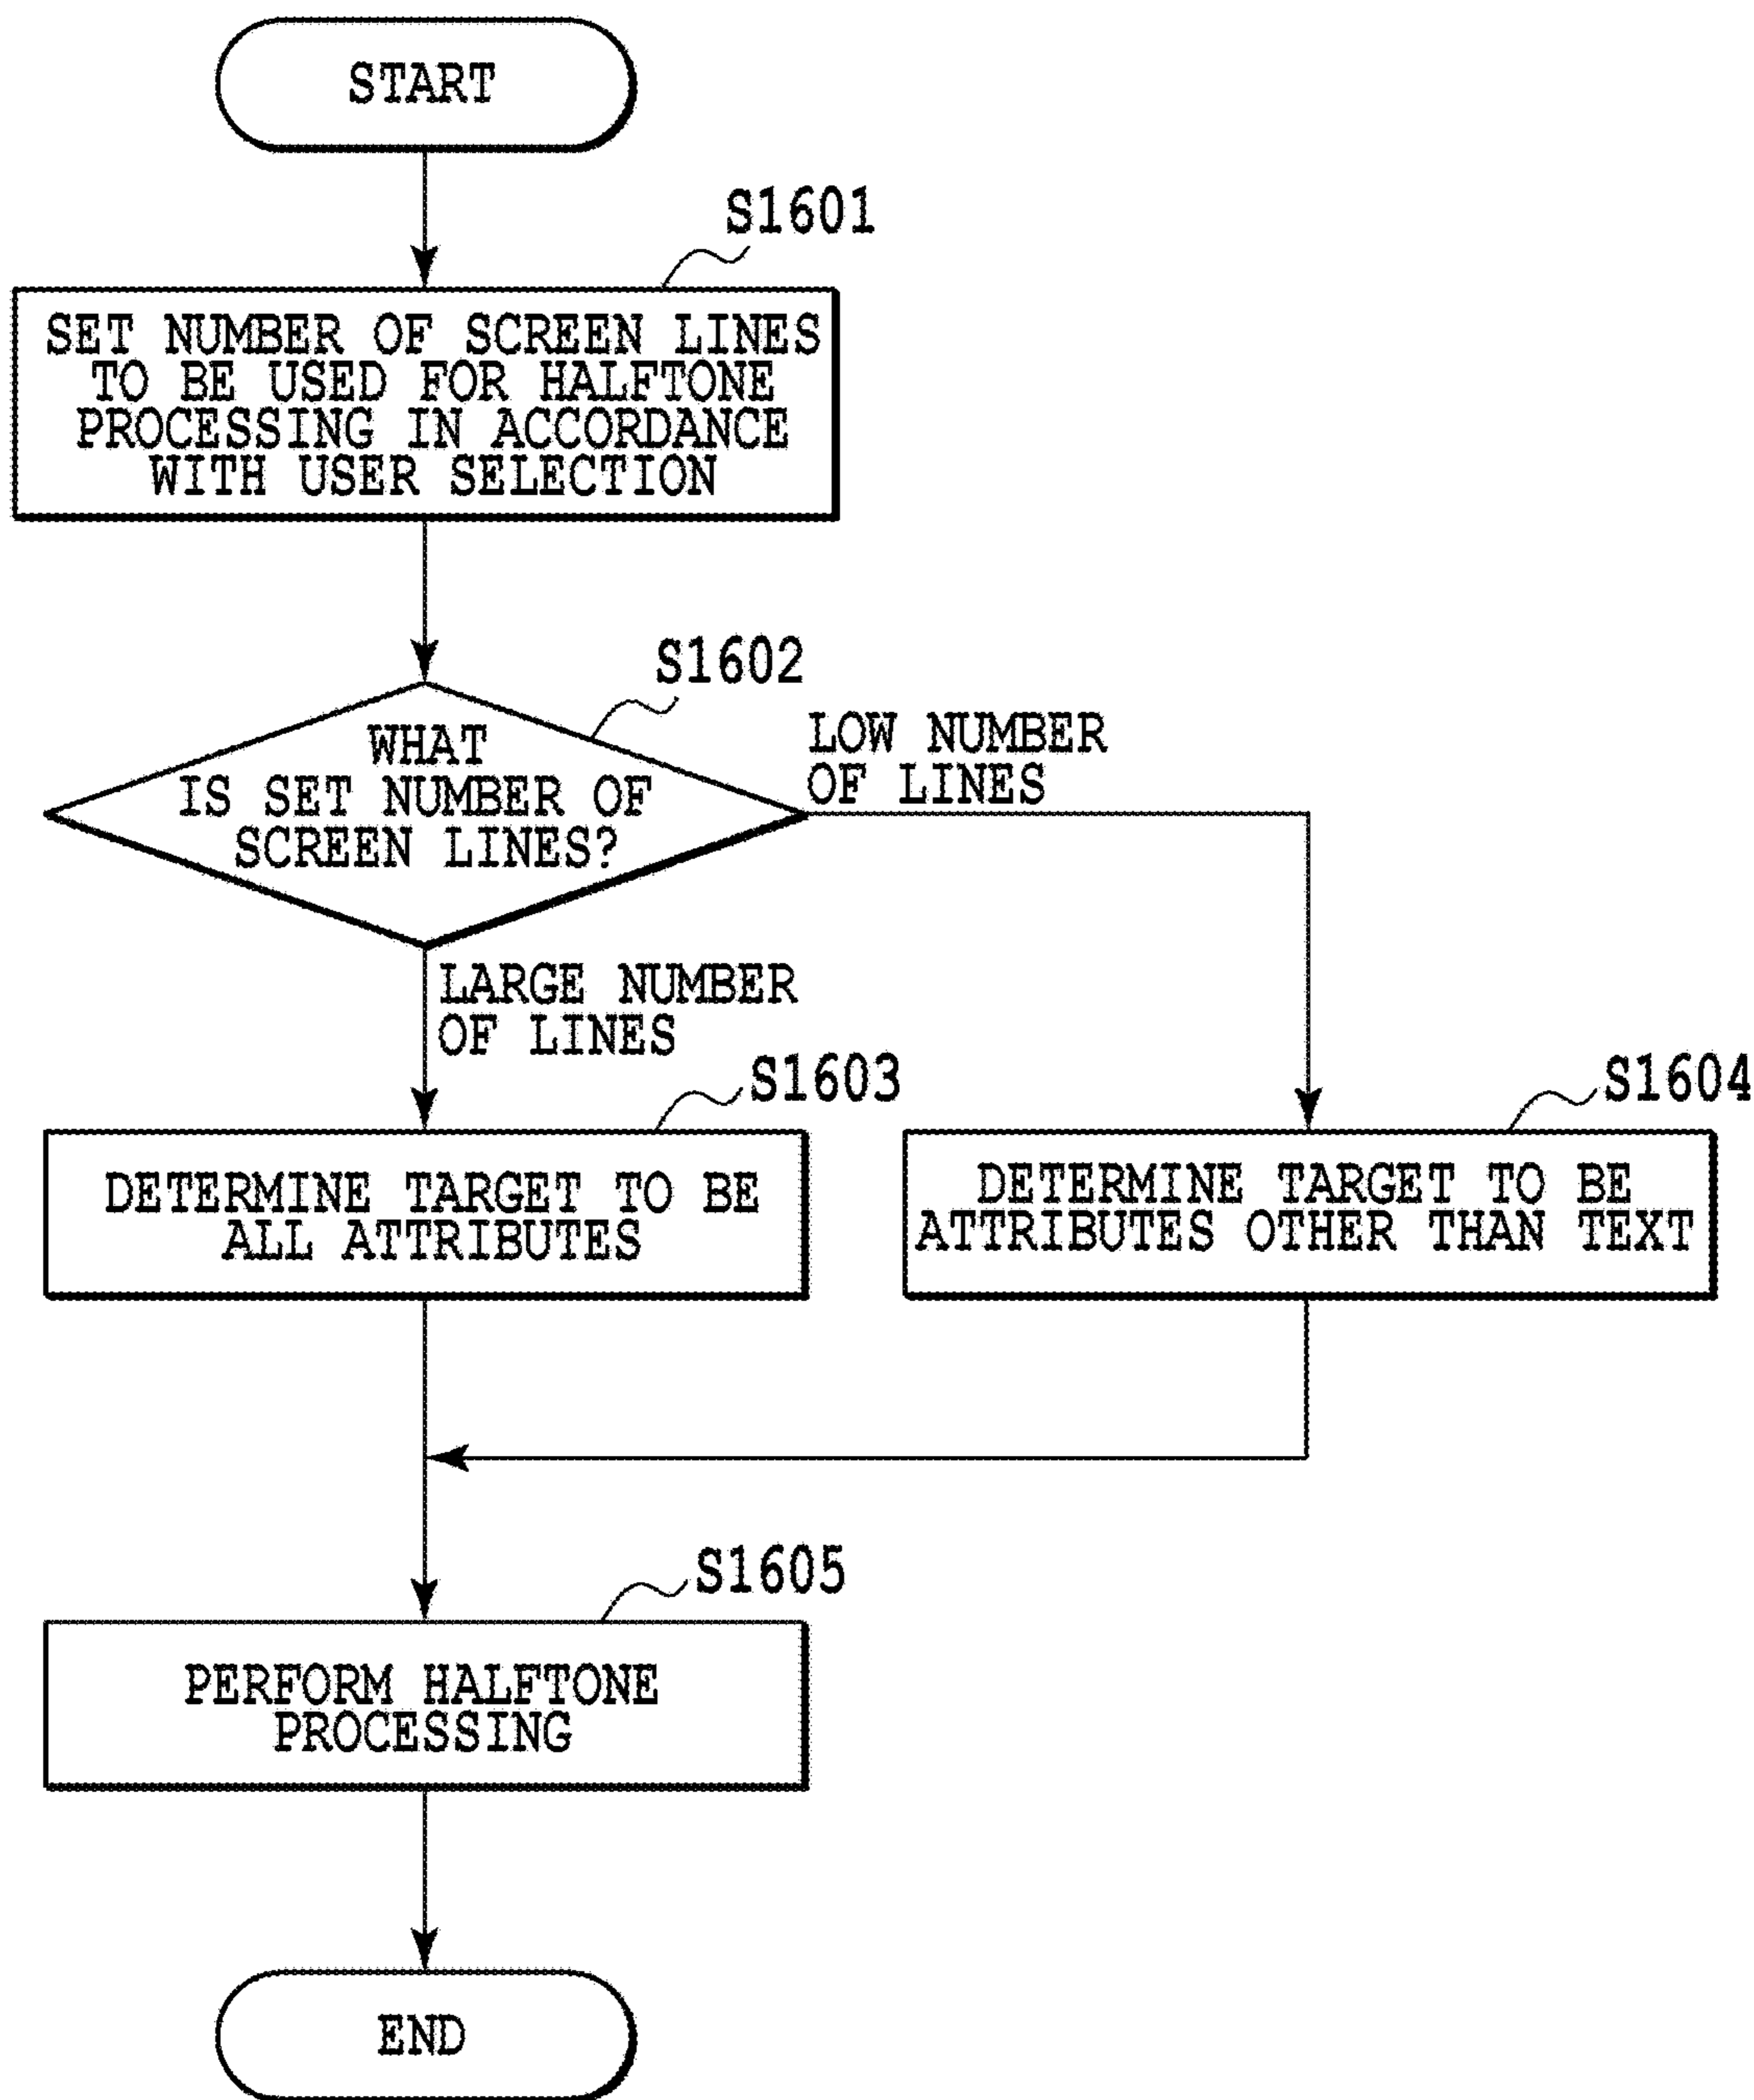 START
S1601
SET NUMBER OF SCREEN LINES
TO BE USED FOR HALFTONE
PROCESSING IN ACCORDANCE
WITH USER SELECTION
S1602
WHAT
IS SET NUMBER OF
SCREEN LINES?
LOW NUMBER
OF LINES
LARGE NUMBER
OF LINES
S1603
DETERMINE TARGET TO BE
ALL ATTRIBUTES
S1604
DETERMINE TARGET TO BE
ATTRIBUTES OTHER THAN TEXT
S1605
PERFORM HALFTONE
PROCESSING
END